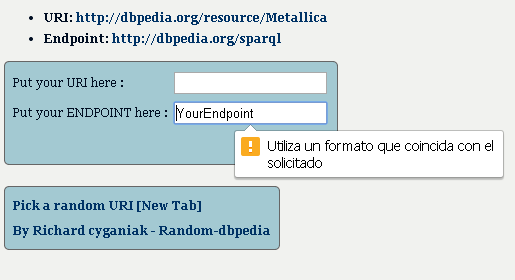 • URI: http://dbpedia.org/resource/Metallica
• Endpoint: http://dbpedia.org/sparql
Put your URI here :
Put your ENDPOINT here : YourEndpoint
Utiliza un formato que coincida con el
solicitado
Pick a random URI [New Tab]
By Richard cyganiak - Random-dbpedia